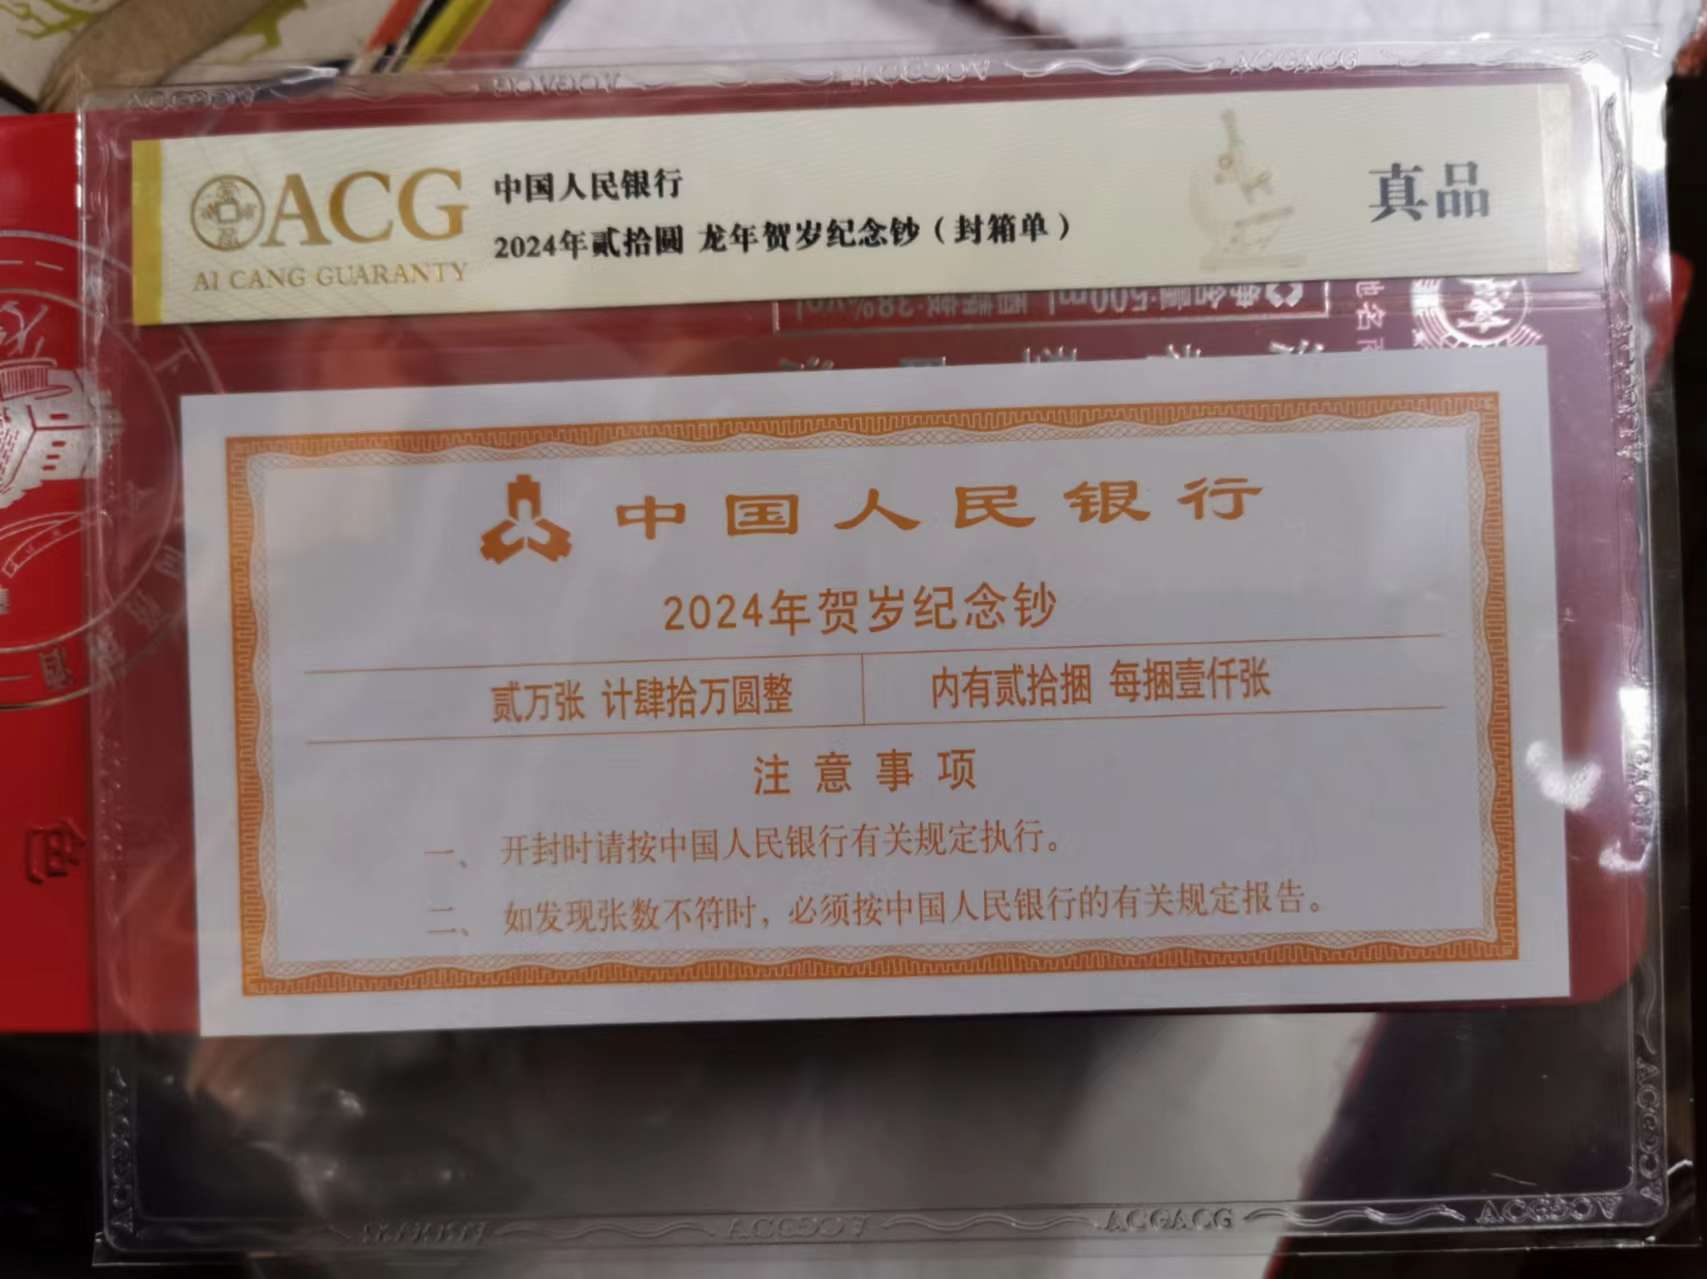 ACG
AI CANG GUARANTY
中国人民银行
2024年贰拾圆 龙年贺岁纪念钞（封箱单）
真品
中国人民银行
2024年贺岁纪念钞
贰万张 计肆拾万圆整
内有贰拾捆 每捆壹仟张
注意事项
一、 开封时请按中国人民银行有关规定执行。
二、 如发现张数不符时，必须按中国人民银行的有关规定报告。
ACGACG